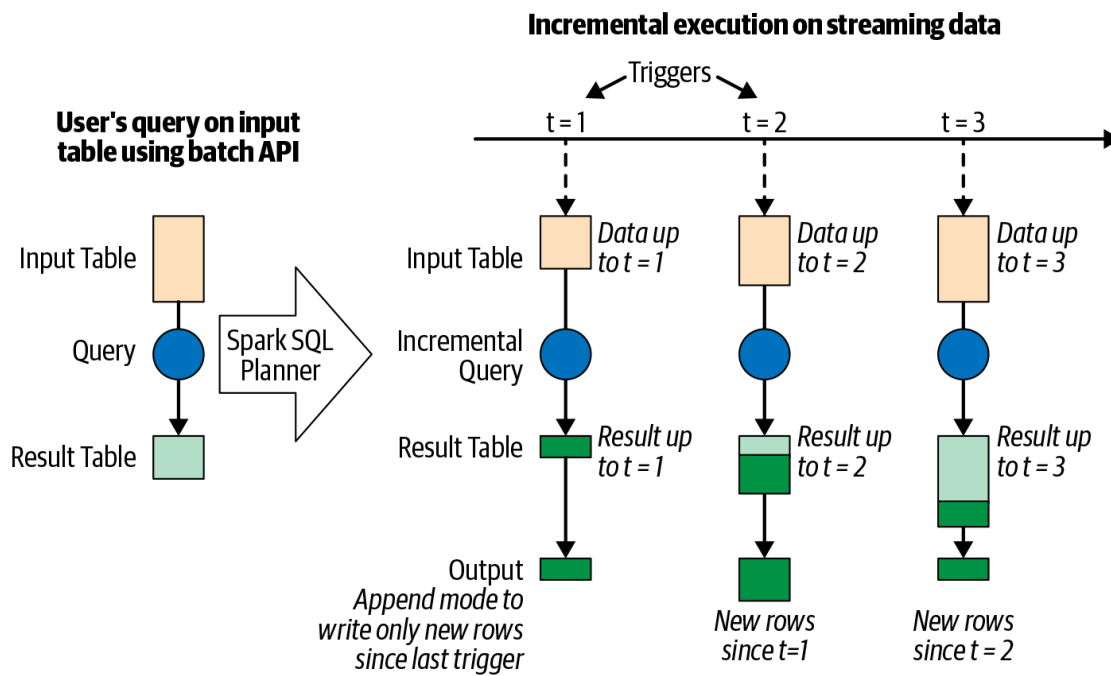 Incremental execution on streaming data
Triggers
User's query on input
table using batch API
t = 1
t = 2
t = 3
Input Table
Query
Result Table
Spark SQL
Planner
Input Table
Data up
to t = 1
Data up
to t = 2
Data up
to t = 3
Incremental
Query
Result Table
Result up
to t = 1
Result up
to t = 2
Result up
to t = 3
Output
Append mode to
write only new rows
since last trigger
New rows
since t=1
New rows
since t = 2